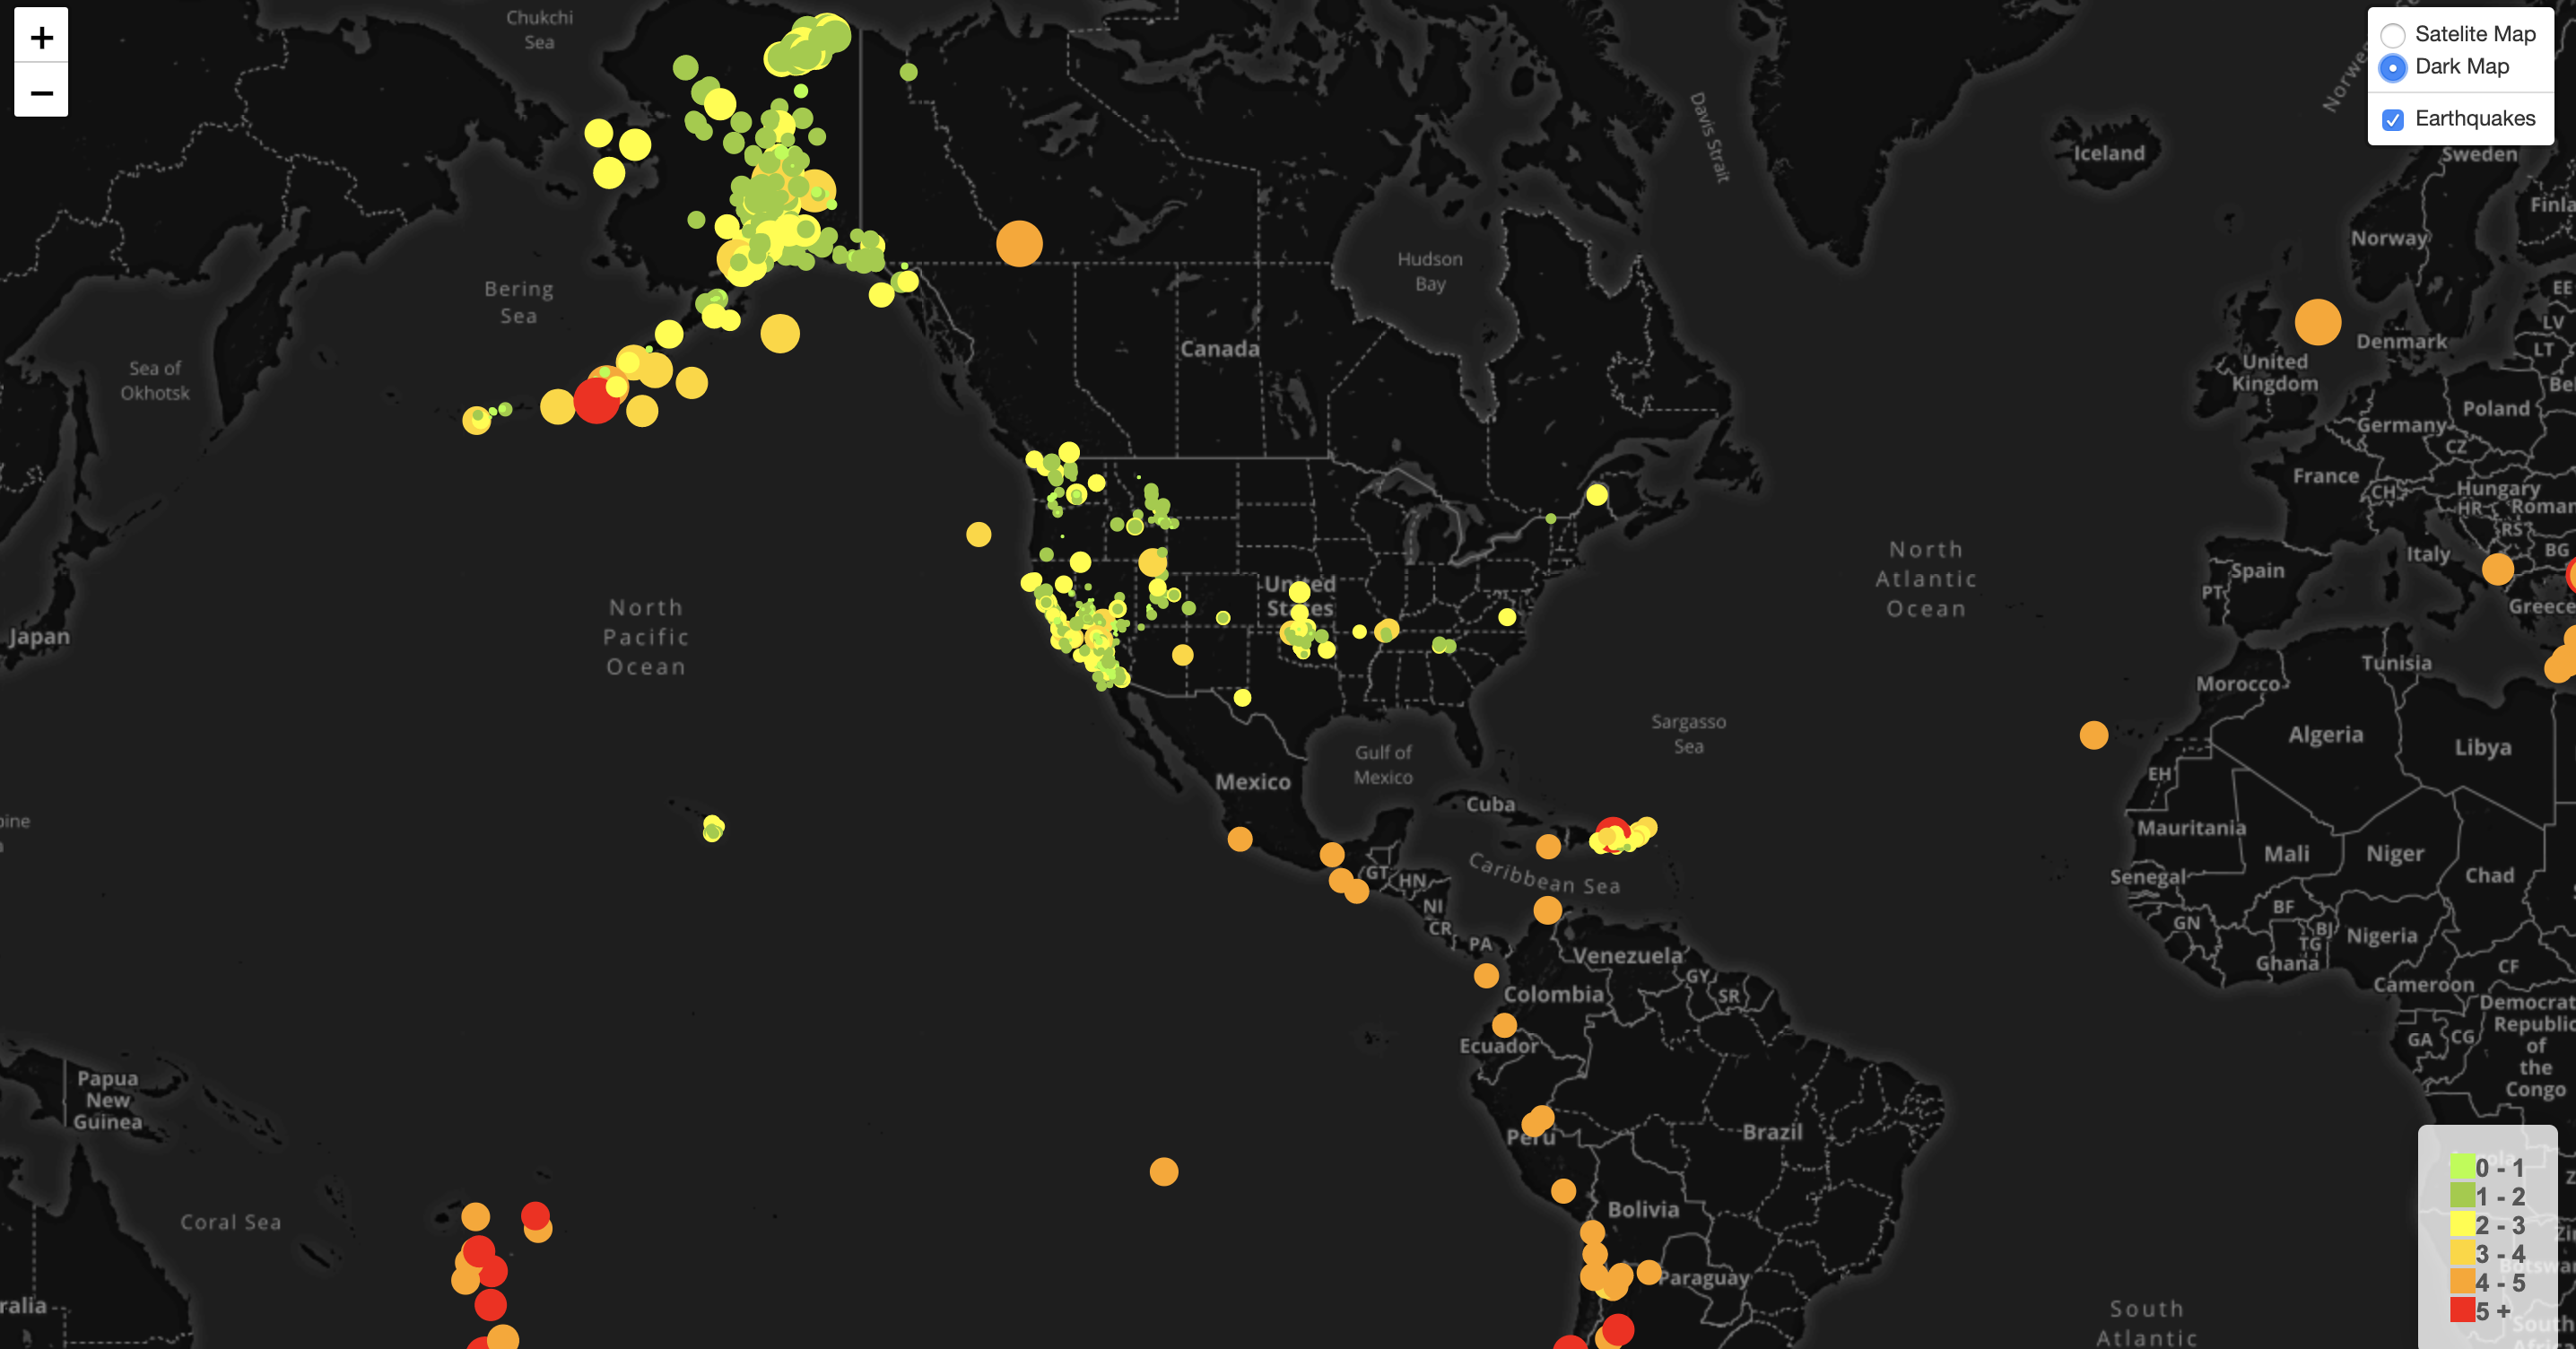 +
−
Satelite Map
Dark Map
Earthquakes
Chukchi
Sea
Davis Strait
Iceland
Sweden
Norway
Bering
Sea
Hudson
Bay
EE
LV
LT
Sea of
Okhotsk
Canada
United
Kingdom
Denmark
Poland
Germany
CZ
France
CH
Hungary
HR
RS
BG
Italy
North
Atlantic
Ocean
Spain
PT
Greece
United
States
North
Pacific
Ocean
Japan
Tunisia
Morocco
Sargasso
Sea
Algeria
Libya
Gulf of
Mexico
Mexico
EH
Cuba
Mauritania
Mali
Niger
Chad
Caribbean Sea
GT
HN
NI
CR
PA
Senegal
GN
BF
BJ
TG
Nigeria
Ghana
CF
Cameroon
Venezuela
GY
SR
Colombia
Ecuador
Democrat
Republic
of
the
Congo
GA
CG
Papua
New
Guinea
Peru
Brazil
Bolivia
Coral Sea
Paraguay
ralia
South
Atlantic
0 - 1
1 - 2
2 - 3
3 - 4
4 - 5
5 +